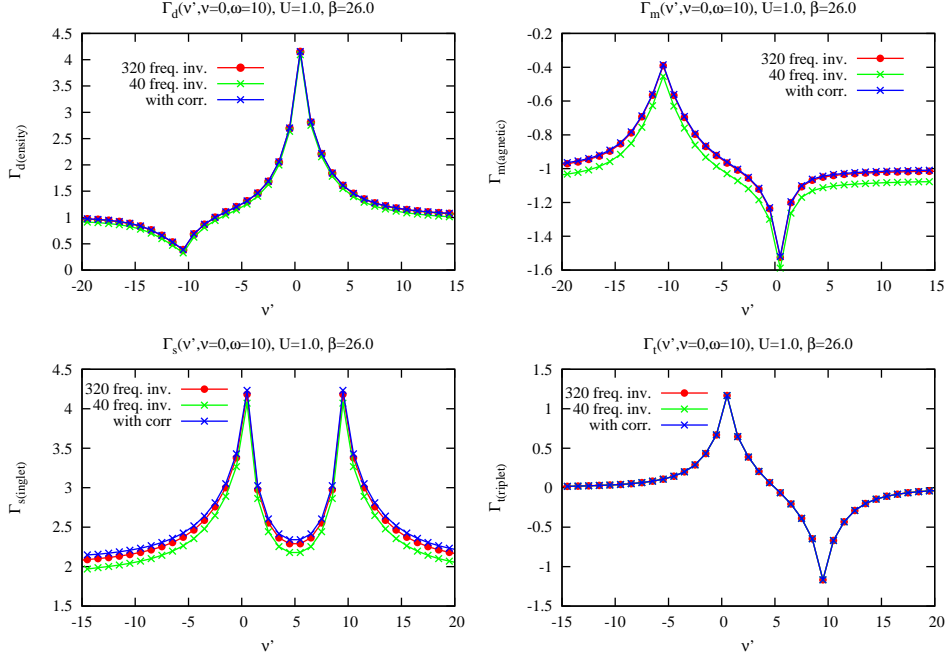 Γd(ν’,ν=0,ω=10), U=1.0, β=26.0
320 freq. inv.
40 freq. inv.
with corr.
Γd(ensity)
4.5
4
3.5
3
2.5
2
1.5
1
0.5
0
-20 -15 -10 -5 0 5 10 15
ν’
Γm(ν’,ν=0,ω=10), U=1.0, β=26.0
320 freq. inv.
40 freq. inv.
with corr.
Γm(agnetic)
-0.2
-0.4
-0.6
-0.8
-1
-1.2
-1.4
-1.6
-20 -15 -10 -5 0 5 10 15
ν’
Γs(ν’,ν=0,ω=10), U=1.0, β=26.0
320 freq. inv.
40 freq. inv.
with corr
Γs(inglet)
4.5
4
3.5
3
2.5
2
1.5
-15 -10 -5 0 5 10 15 20
ν’
Γt(ν’,ν=0,ω=10), U=1.0, β=26.0
320 freq. inv.
40 freq. inv.
with corr.
Γt(riplet)
1.5
1
0.5
0
-0.5
-1
-1.5
-15 -10 -5 0 5 10 15 20
ν’